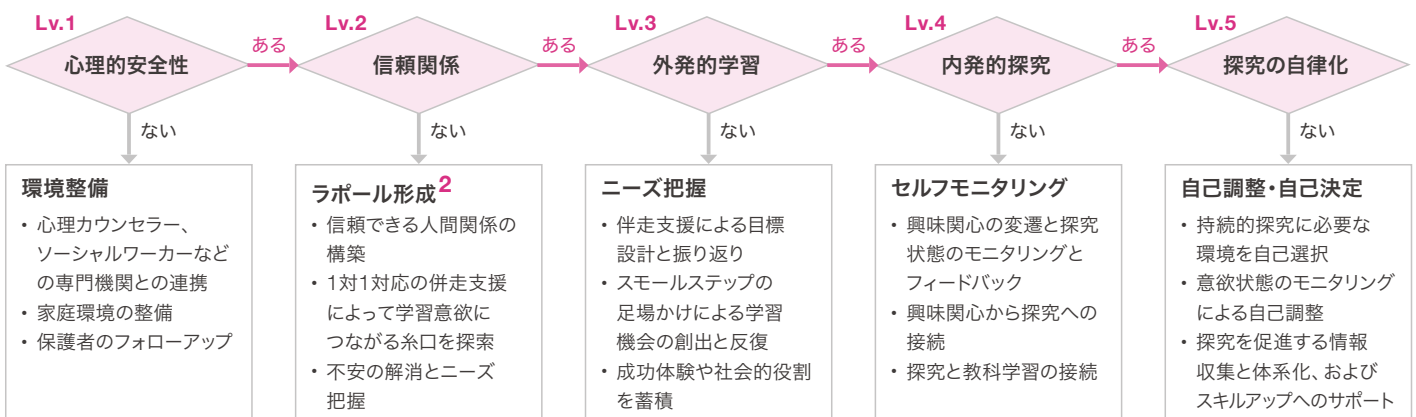 Lv.1
心理的安全性
ある
ない
環境整備
・心理カウンセラー、
ソーシャルワーカーなど
の専門機関との連携
・家庭環境の整備
・保護者のフォローアップ
Lv.2
信頼関係
ある
ない
ラポール形成2
・信頼できる人間関係の
構築
・1対1対応の併走支援
によって学習意欲に
つながる糸口を探索
・不安の解消とニーズ
把握
Lv.3
外発的学習
ある
ない
ニーズ把握
・伴走支援による目標
設計と振り返り
・スモールステップの
足場かけによる学習
機会の創出と反復
・成功体験や社会的役割
を蓄積
Lv.4
内発的探究
ある
ない
セルフモニタリング
・興味関心の変遷と探究
状態のモニタリングと
フィードバック
・興味関心から探究への
接続
・探究と教科学習の接続
Lv.5
探究の自律化
ない
自己調整・自己決定
・持続的探究に必要な
環境を自己選択
・意欲状態のモニタリング
による自己調整
・探究を促進する情報
収集と体系化、および
スキルアップへのサポート